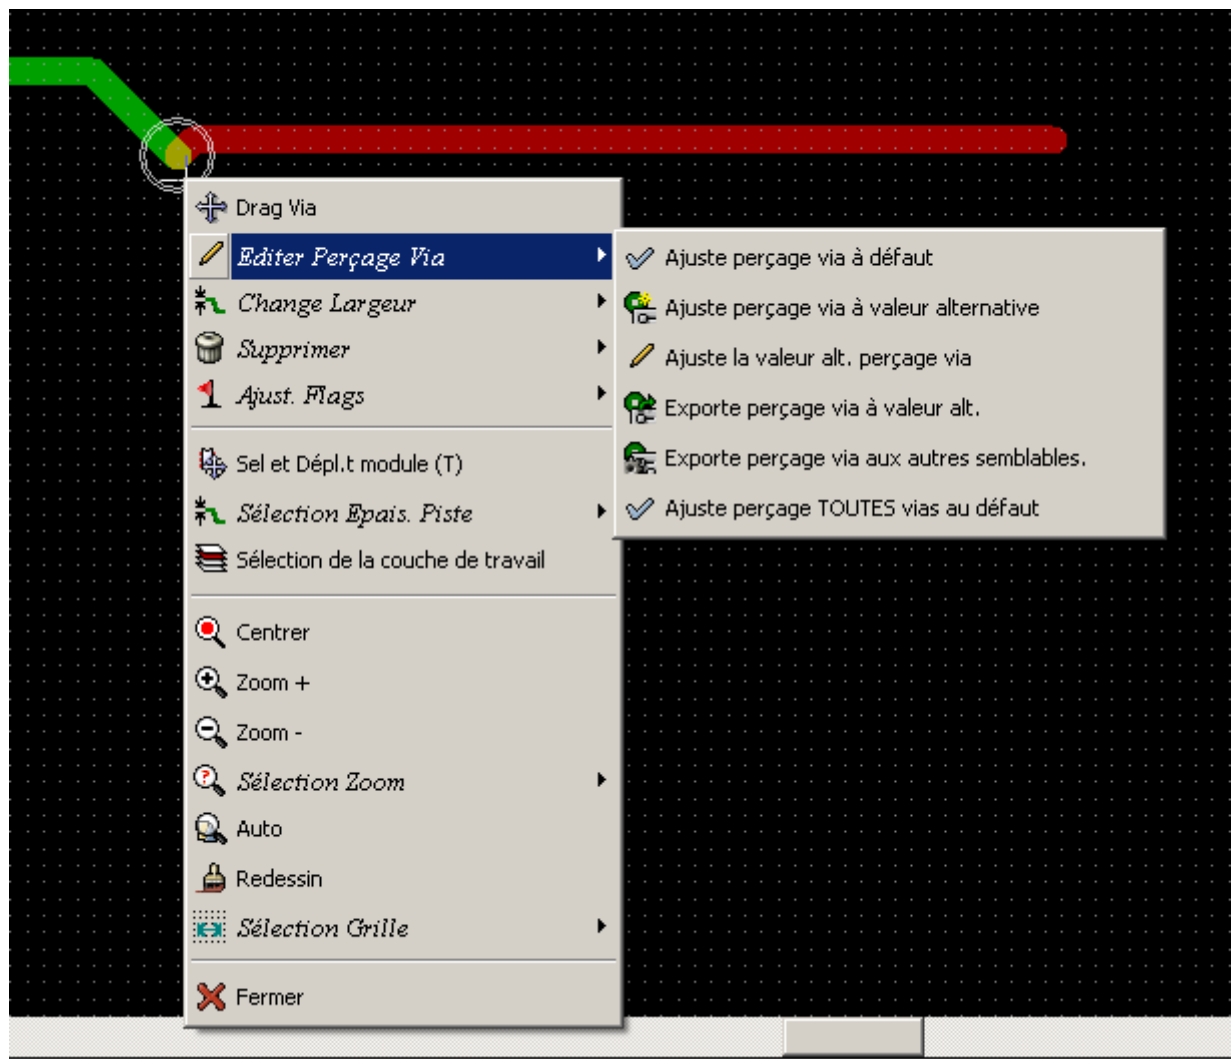 Drag Via
Editer Perçage Via
Change Largeur
Supprimer
Ajust. Flags
Sel et Dépl.t module (T)
Sélection Epais. Piste
Sélection de la couche de travail
Centrer
Zoom +
Zoom -
Sélection Zoom
Auto
Redessin
Sélection Grille
Fermer
Ajuste perçage via à défaut
Ajuste perçage via à valeur alternative
Ajuste la valeur alt. perçage via
Exporte perçage via à valeur alt.
Exporte perçage via aux autres semblables.
Ajuste perçage TOUTES vias au défaut